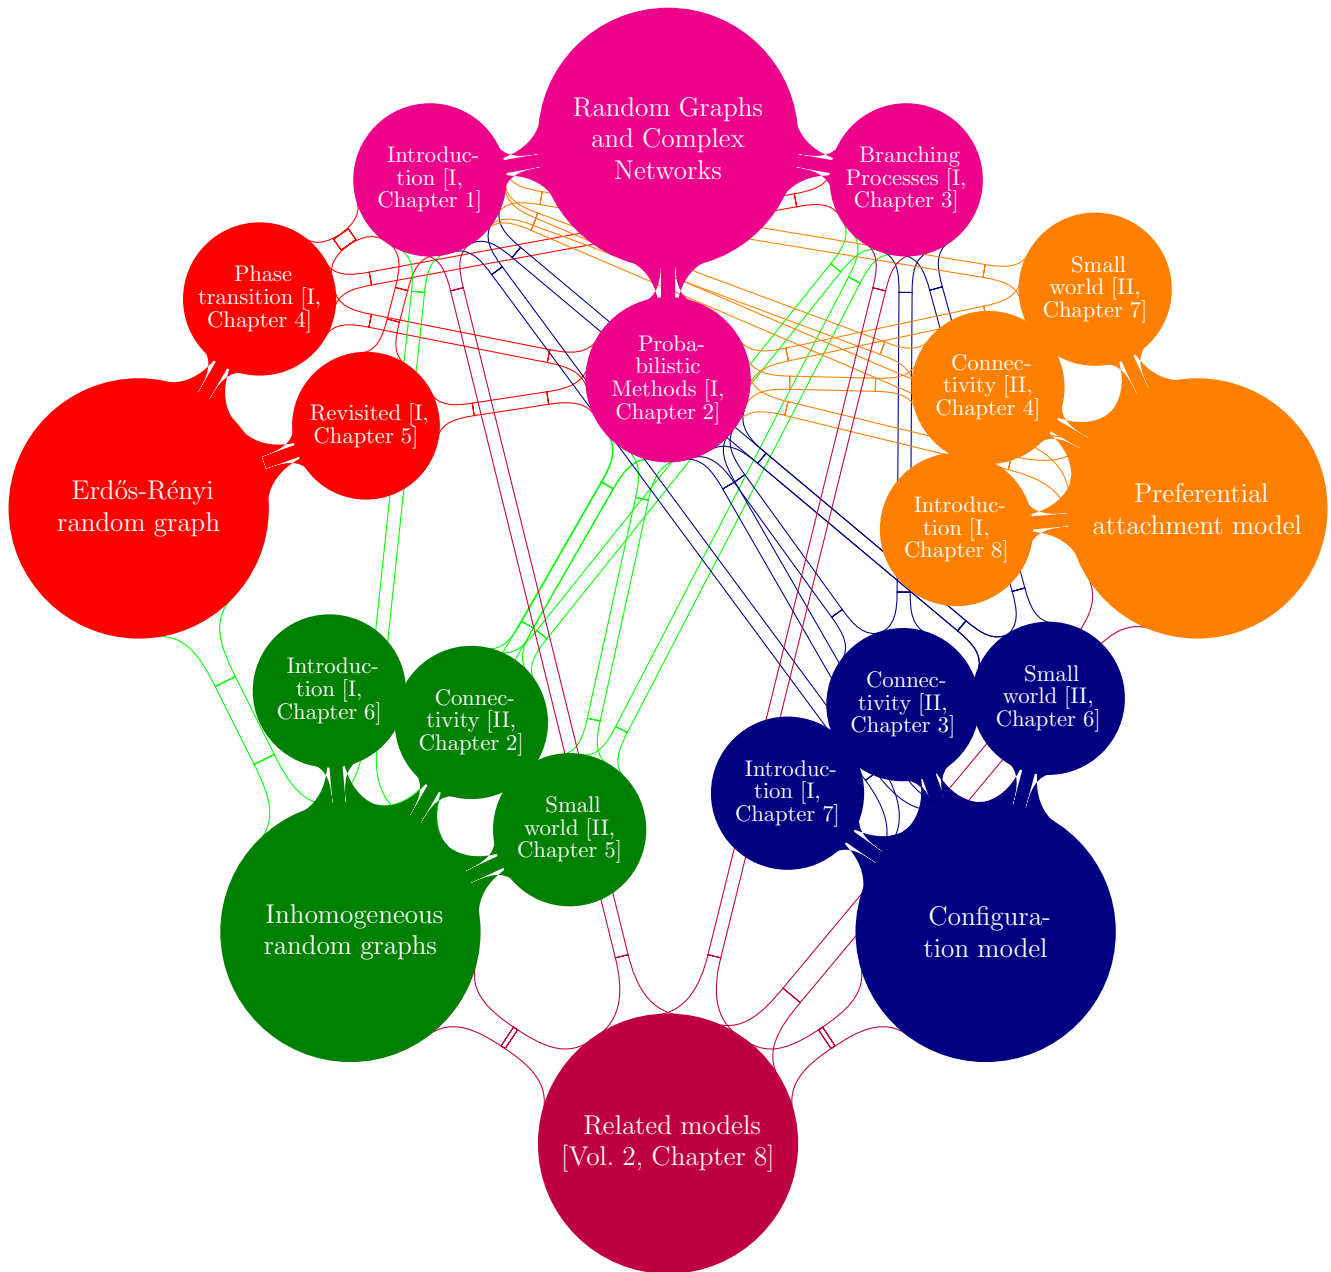 Random Graphs
and Complex
Networks
Introduc-
tion [I,
Chapter 1]
Branching
Processes [I,
Chapter 3]
Phase
transition [I,
Chapter 4]
Small
world [II,
Chapter 7]
Proba-
bilistic
Methods [I,
Chapter 2]
Connec-
tivity [II,
Chapter 4]
Revisited [I,
Chapter 5]
Erdős-Rényi
random graph
Preferential
attachment model
Introduc-
tion [I,
Chapter 8]
Introduc-
tion [I,
Chapter 6]
Connec-
tivity [II,
Chapter 2]
Small
world [II,
Chapter 5]
Connec-
tivity [II,
Chapter 3]
Small
world [II,
Chapter 6]
Introduc-
tion [I,
Chapter 7]
Inhomogeneous
random graphs
Configura-
tion model
Related models
[Vol. 2, Chapter 8]